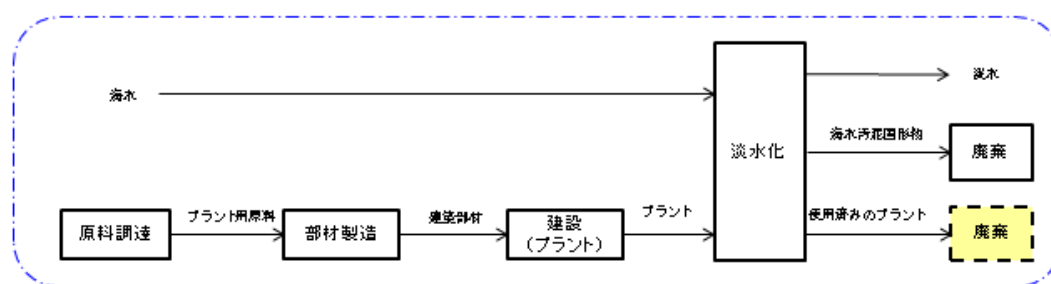 淡水
海水
海水汚泥固形物
淡水化
廃棄
プラント用原料
建築部材
プラント
使用済みのプラント
原料調達
部材製造
建設
(プラント)
廃棄